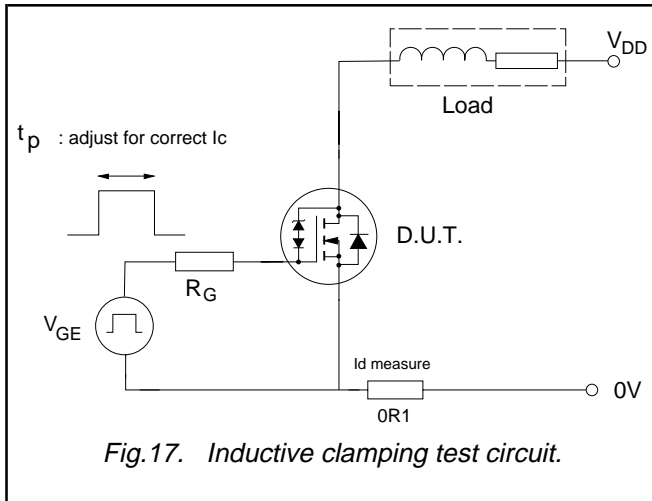 VDD
Load
tp : adjust for correct Ic
D.U.T.
RG
VGE
Id measure
0V
0R1
Fig.17. Inductive clamping test circuit.